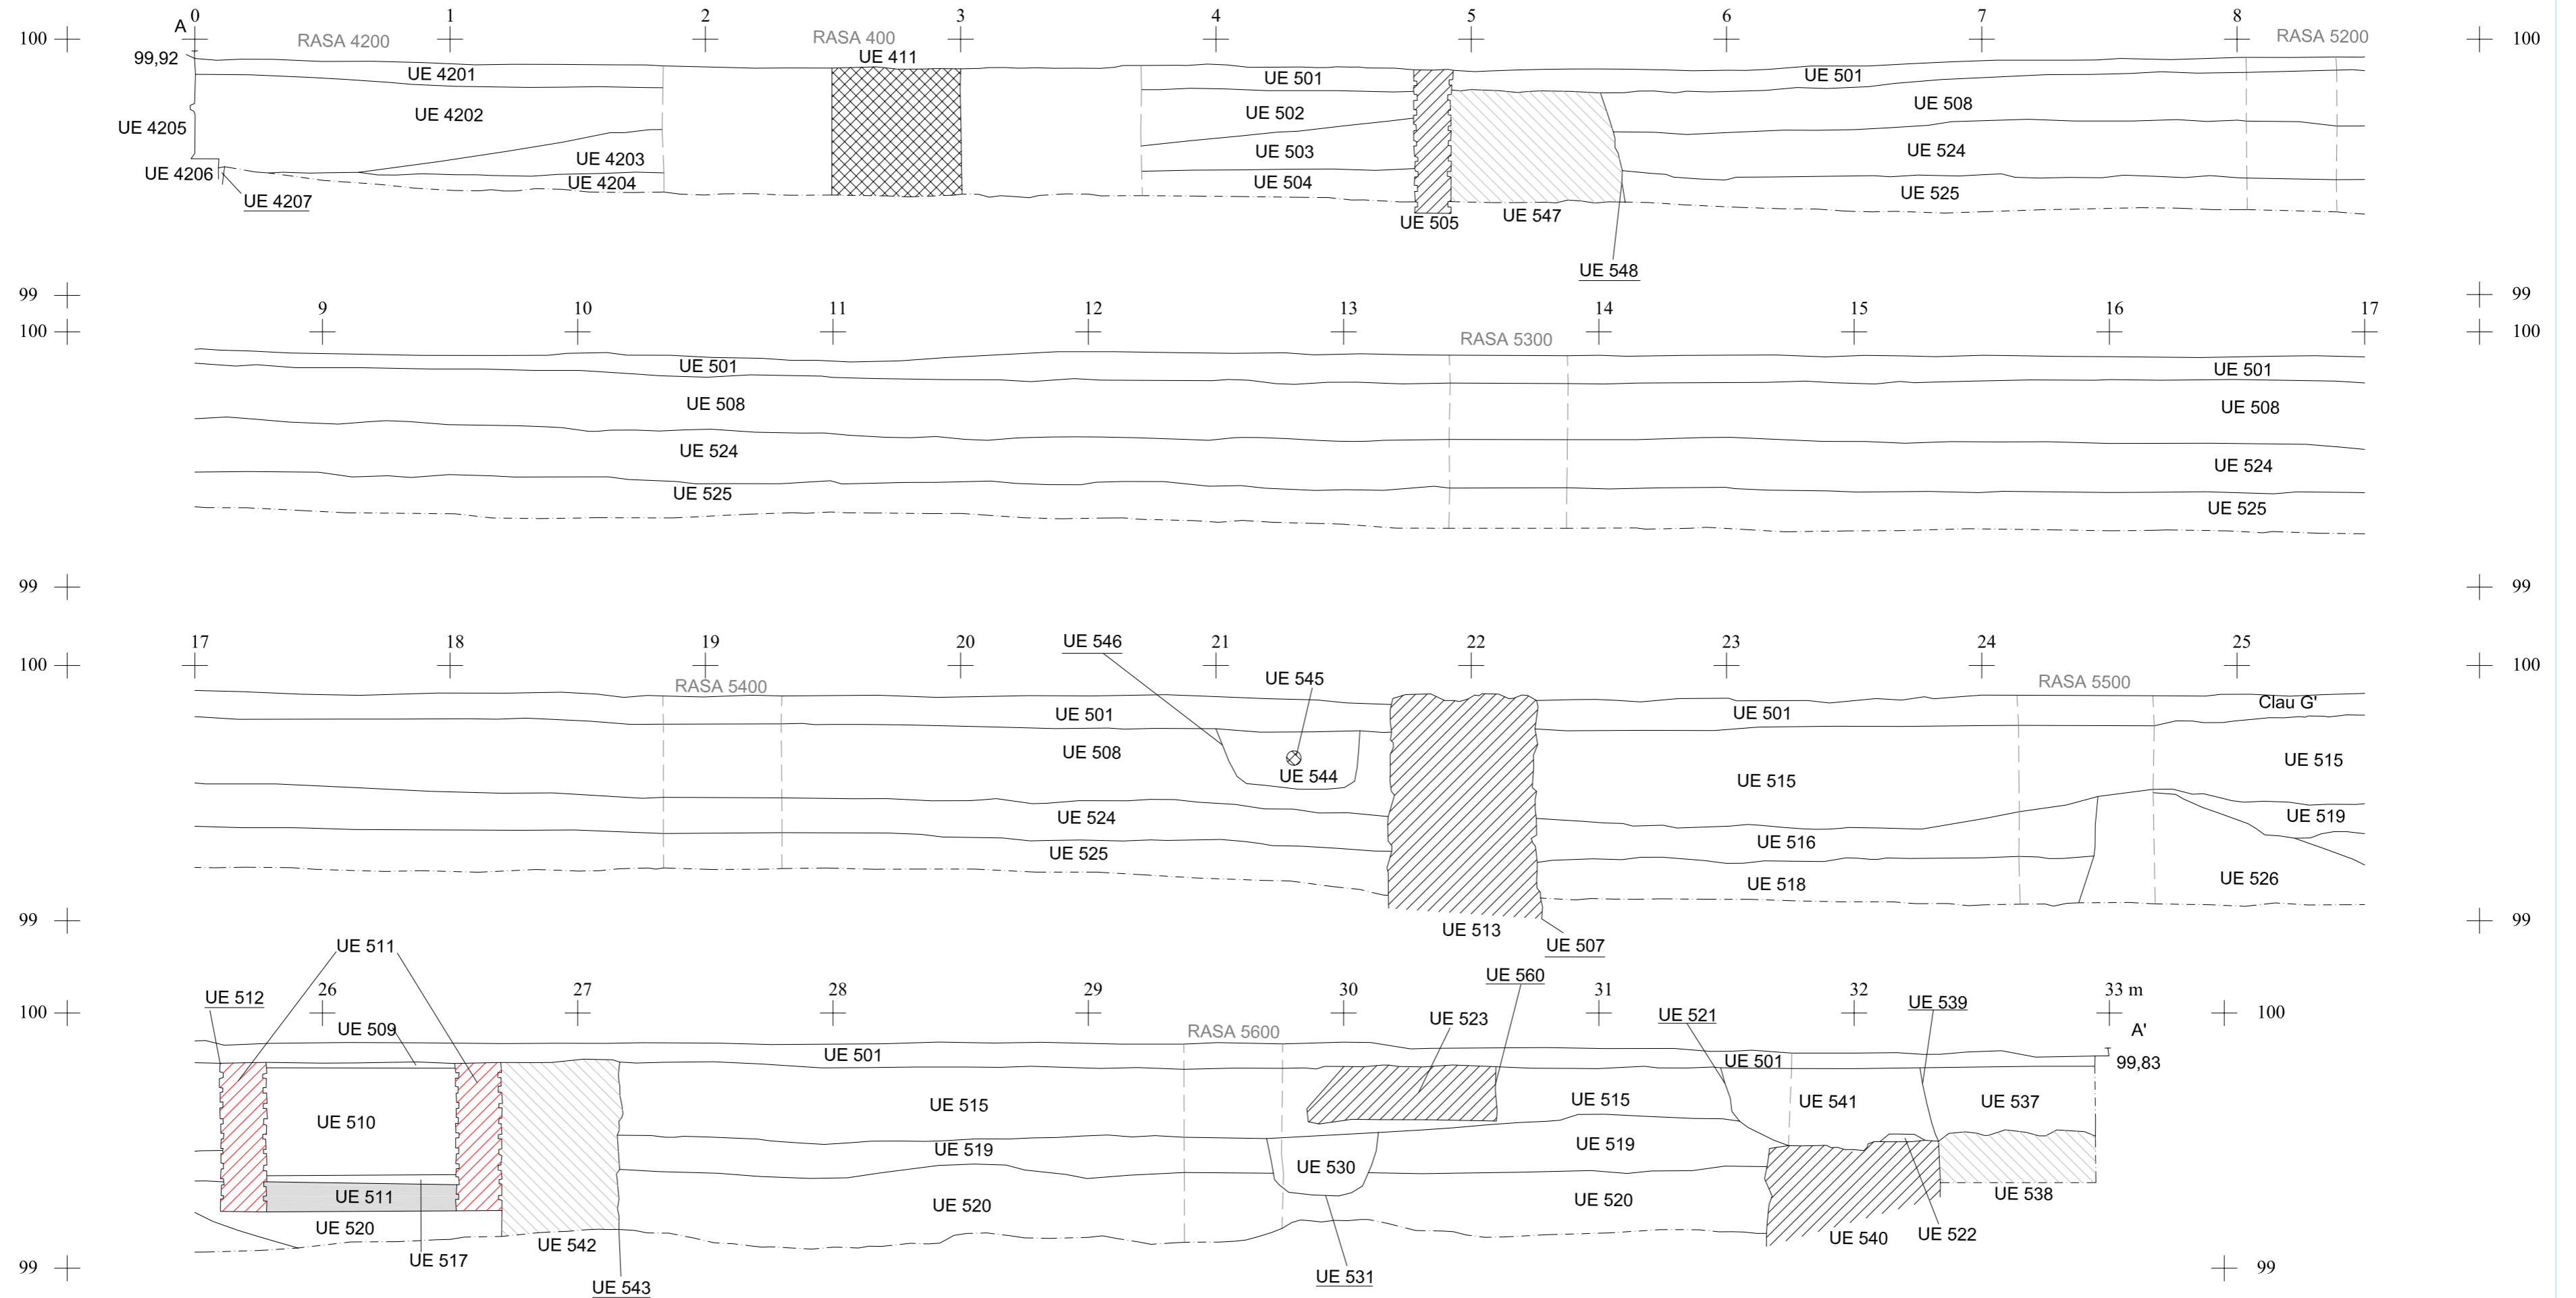 0 1 2 3 4 5 6 7 8
A
100 RASA 4200 RASA 400 RASA 5200 100
99,92 UE 411
UE 4201 UE 501 UE 501
UE 4202 UE 502 UE 508
UE 4205
UE 4203 UE 503 UE 524
UE 4206 UE 4204 UE 504 UE 525
UE 4207 UE 505 UE 547
UE 548
99 99
9 10 11 12 13 14 15 16 17
100 RASA 5300 100
UE 501 UE 501
UE 508 UE 508
UE 524 UE 524
UE 525 UE 525
99 99
17 18 19 20 UE 546 21 22 23 24 25
100 100
RASA 5400 UE 545 RASA 5500
UE 501 UE 501 Clau G'
UE 508 UE 544 UE 515 UE 515
UE 524 UE 516 UE 519
UE 525 UE 518 UE 526
99 99
UE 513 UE 507
UE 511
UE 512 26 27 28 29 30 UE 560 31 32 33 m
UE 539
100 UE 523 UE 521 100
UE 509 RASA 5600 A'
UE 501 UE 501 99,83
UE 510 UE 515 UE 515 UE 541 UE 537
UE 519 UE 530 UE 519
UE 511 UE 520 UE 520 UE 538
UE 520 UE 542 UE 540 UE 522
99 UE 517 UE 531 99
UE 543